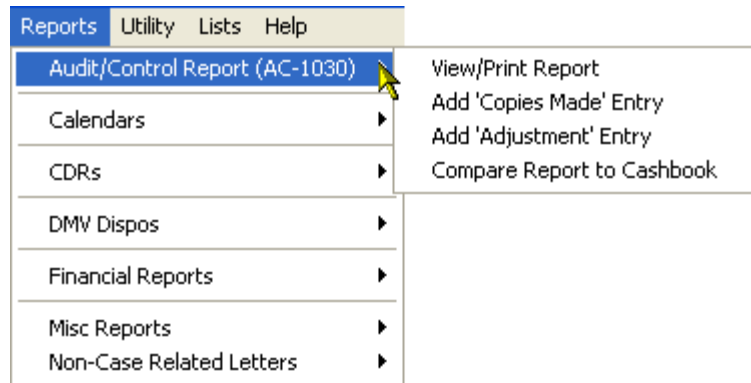 Reports Utility Lists Help
Audit/Control Report (AC-1030)
View/Print Report
Add 'Copies Made' Entry
Add 'Adjustment' Entry
Compare Report to Cashbook
Calendars
CDRs
DMV Dispos
Financial Reports
Misc Reports
Non-Case Related Letters